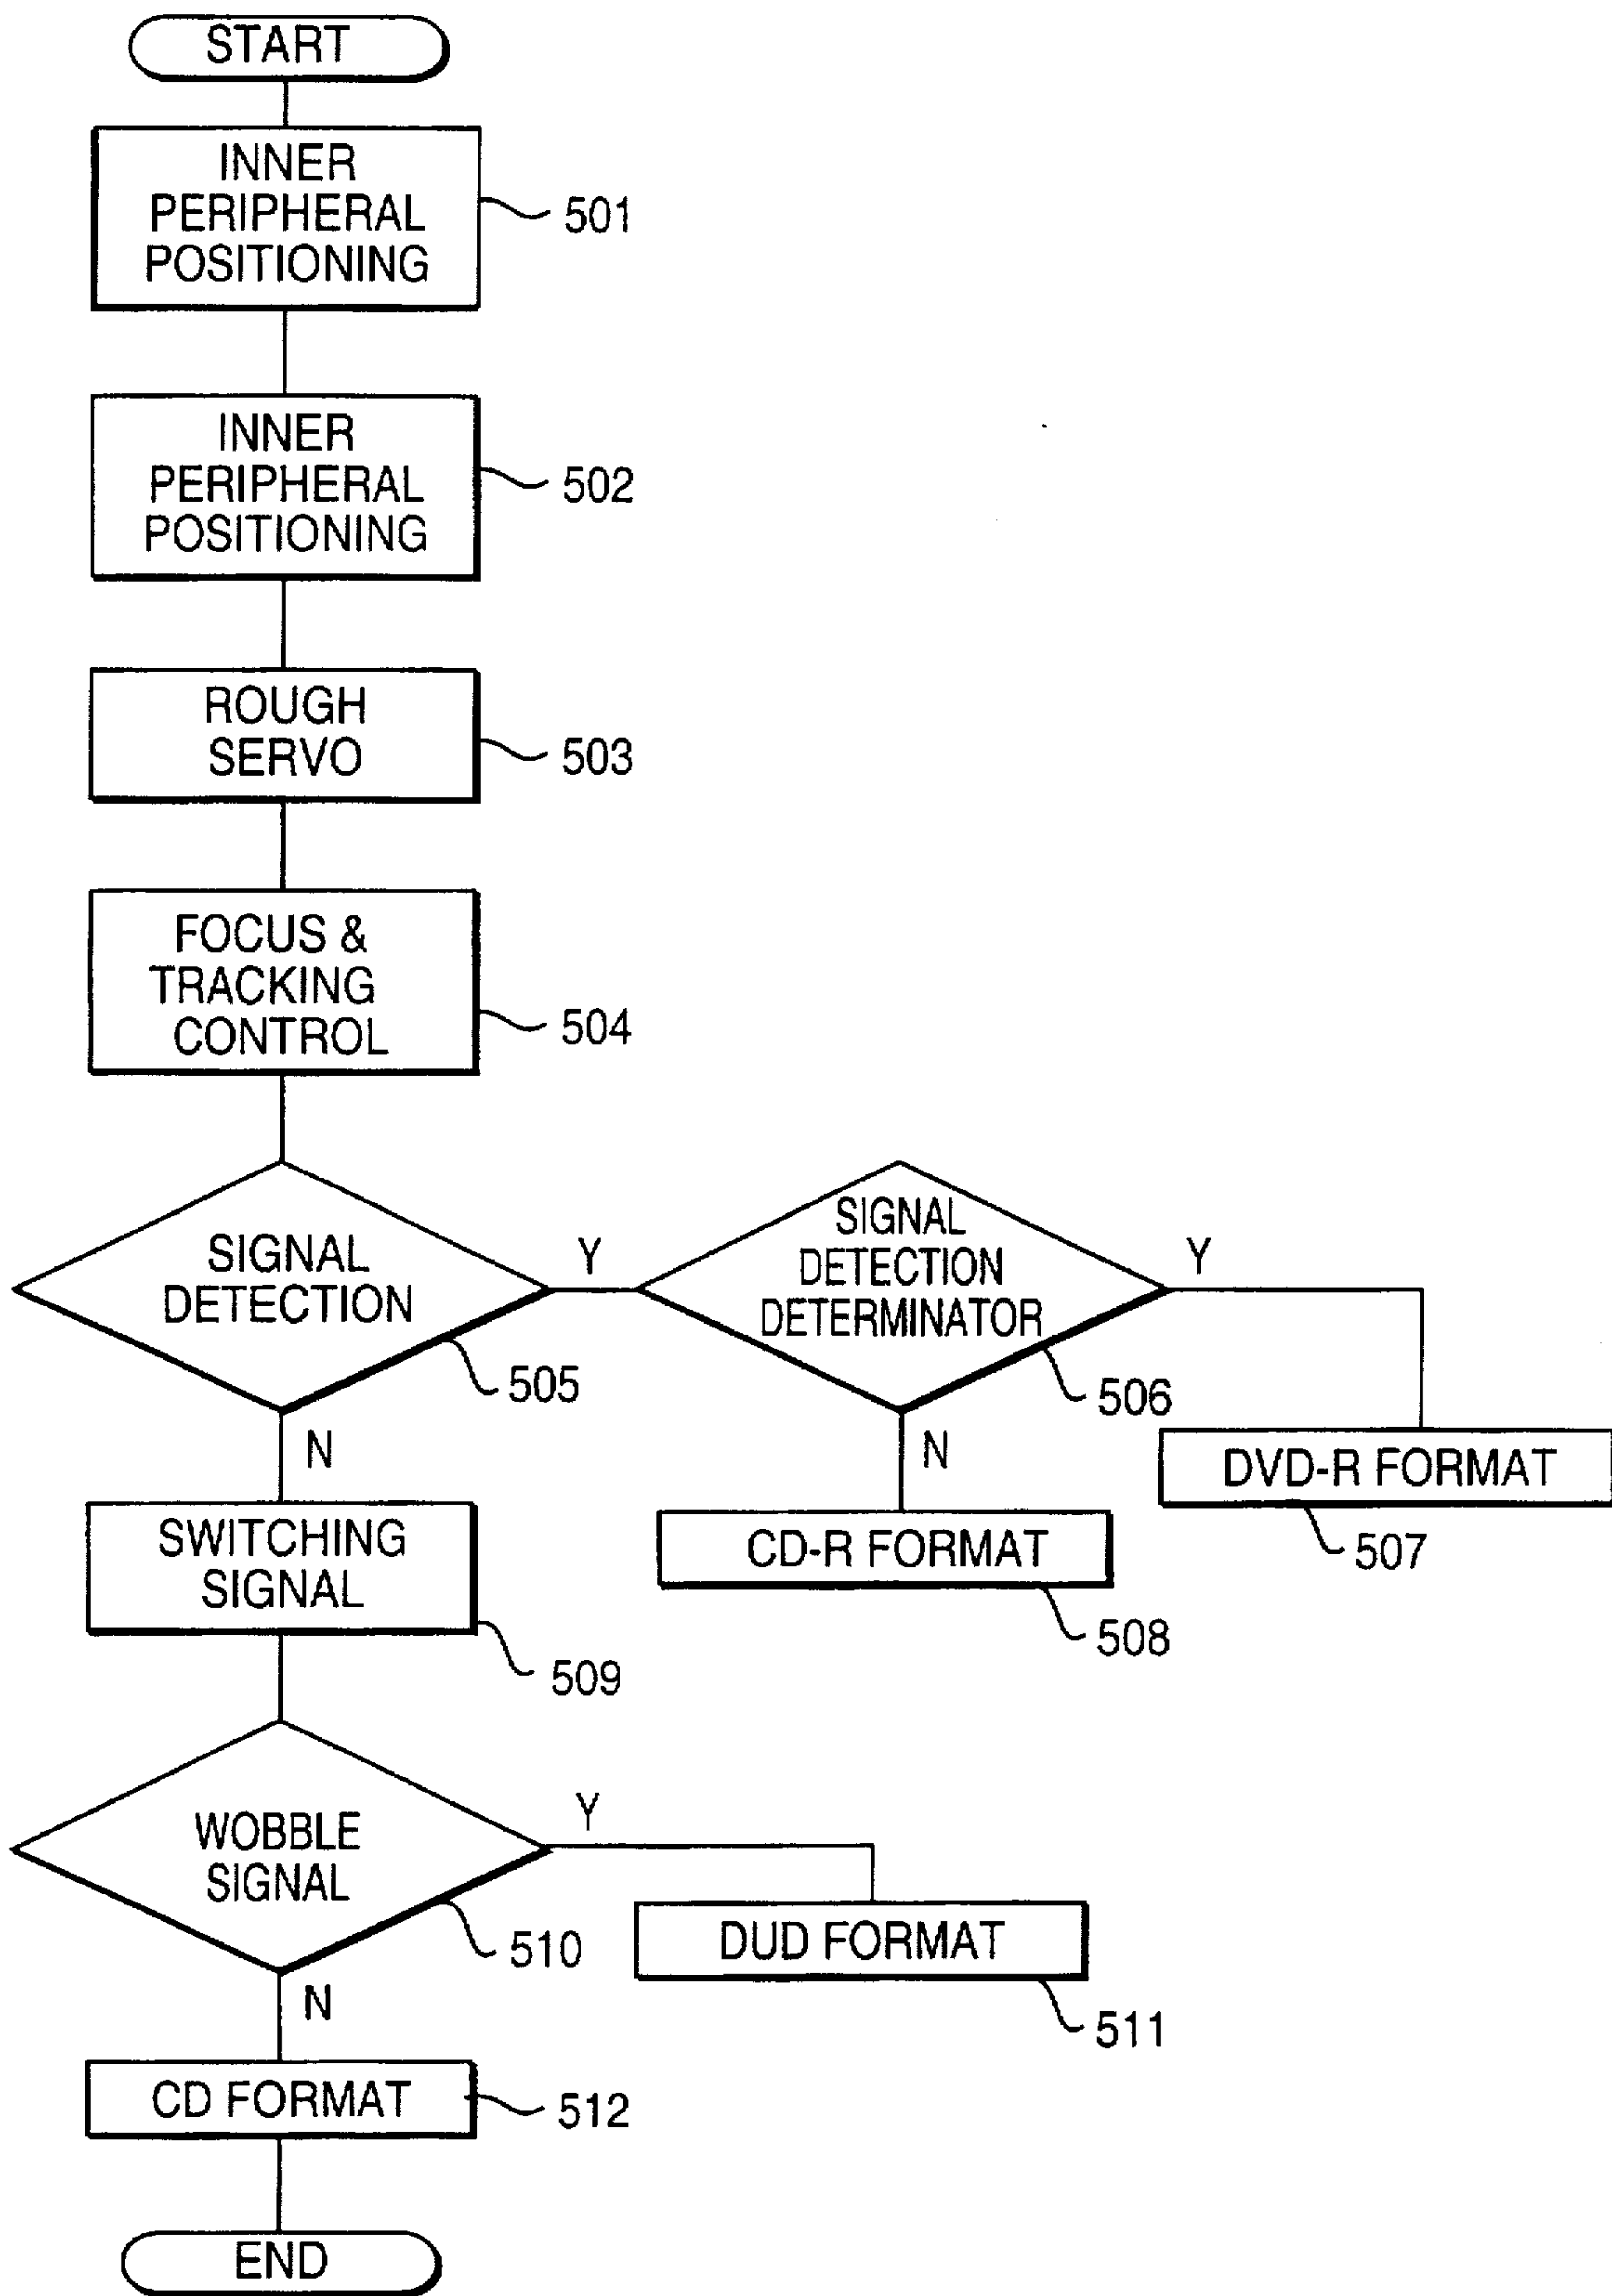 START
INNER
PERIPHERAL
POSITIONING
501
INNER
PERIPHERAL
POSITIONING
502
ROUGH
SERVO
503
FOCUS &
TRACKING
CONTROL
504
SIGNAL
DETECTION
505
Y
SIGNAL
DETECTION
DETERMINATOR
506
Y
DVD-R FORMAT
507
N
CD-R FORMAT
508
N
SWITCHING
SIGNAL
509
WOBBLE
SIGNAL
510
Y
DUD FORMAT
511
N
CD FORMAT
512
END